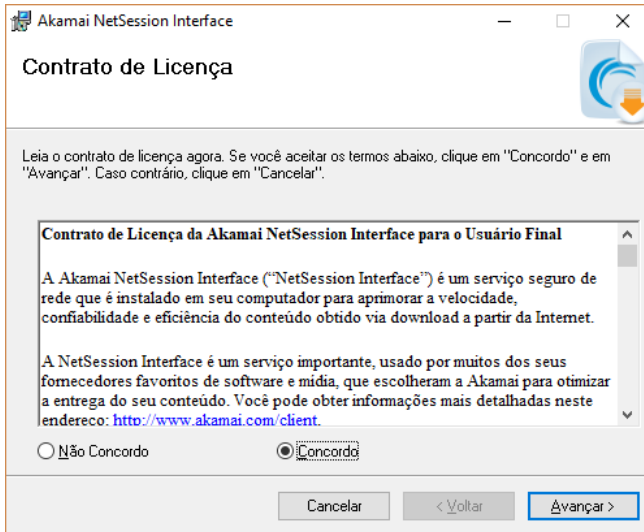 Akamai NetSession Interface
Contrato de Licença
Leia o contrato de licença agora. Se você aceitar os termos abaixo, clique em "Concordo" e em
"Avançar". Caso contrário, clique em "Cancelar".
Contrato de Licença da Akamai NetSession Interface para o Usuário Final
A Akamai NetSession Interface (“NetSession Interface”) é um serviço seguro de
rede que é instalado em seu computador para aprimorar a velocidade,
confiabilidade e eficiência do conteúdo obtido via download a partir da Internet.
A NetSession Interface é um serviço importante, usado por muitos dos seus
fornecedores favoritos de software e mídia, que escolheram a Akamai para otimizar
a entrega do seu conteúdo. Você pode obter informações mais detalhadas neste
endereço: http://www.akamai.com/client.
Não Concordo
Concordo
Cancelar
< Voltar
Avançar >